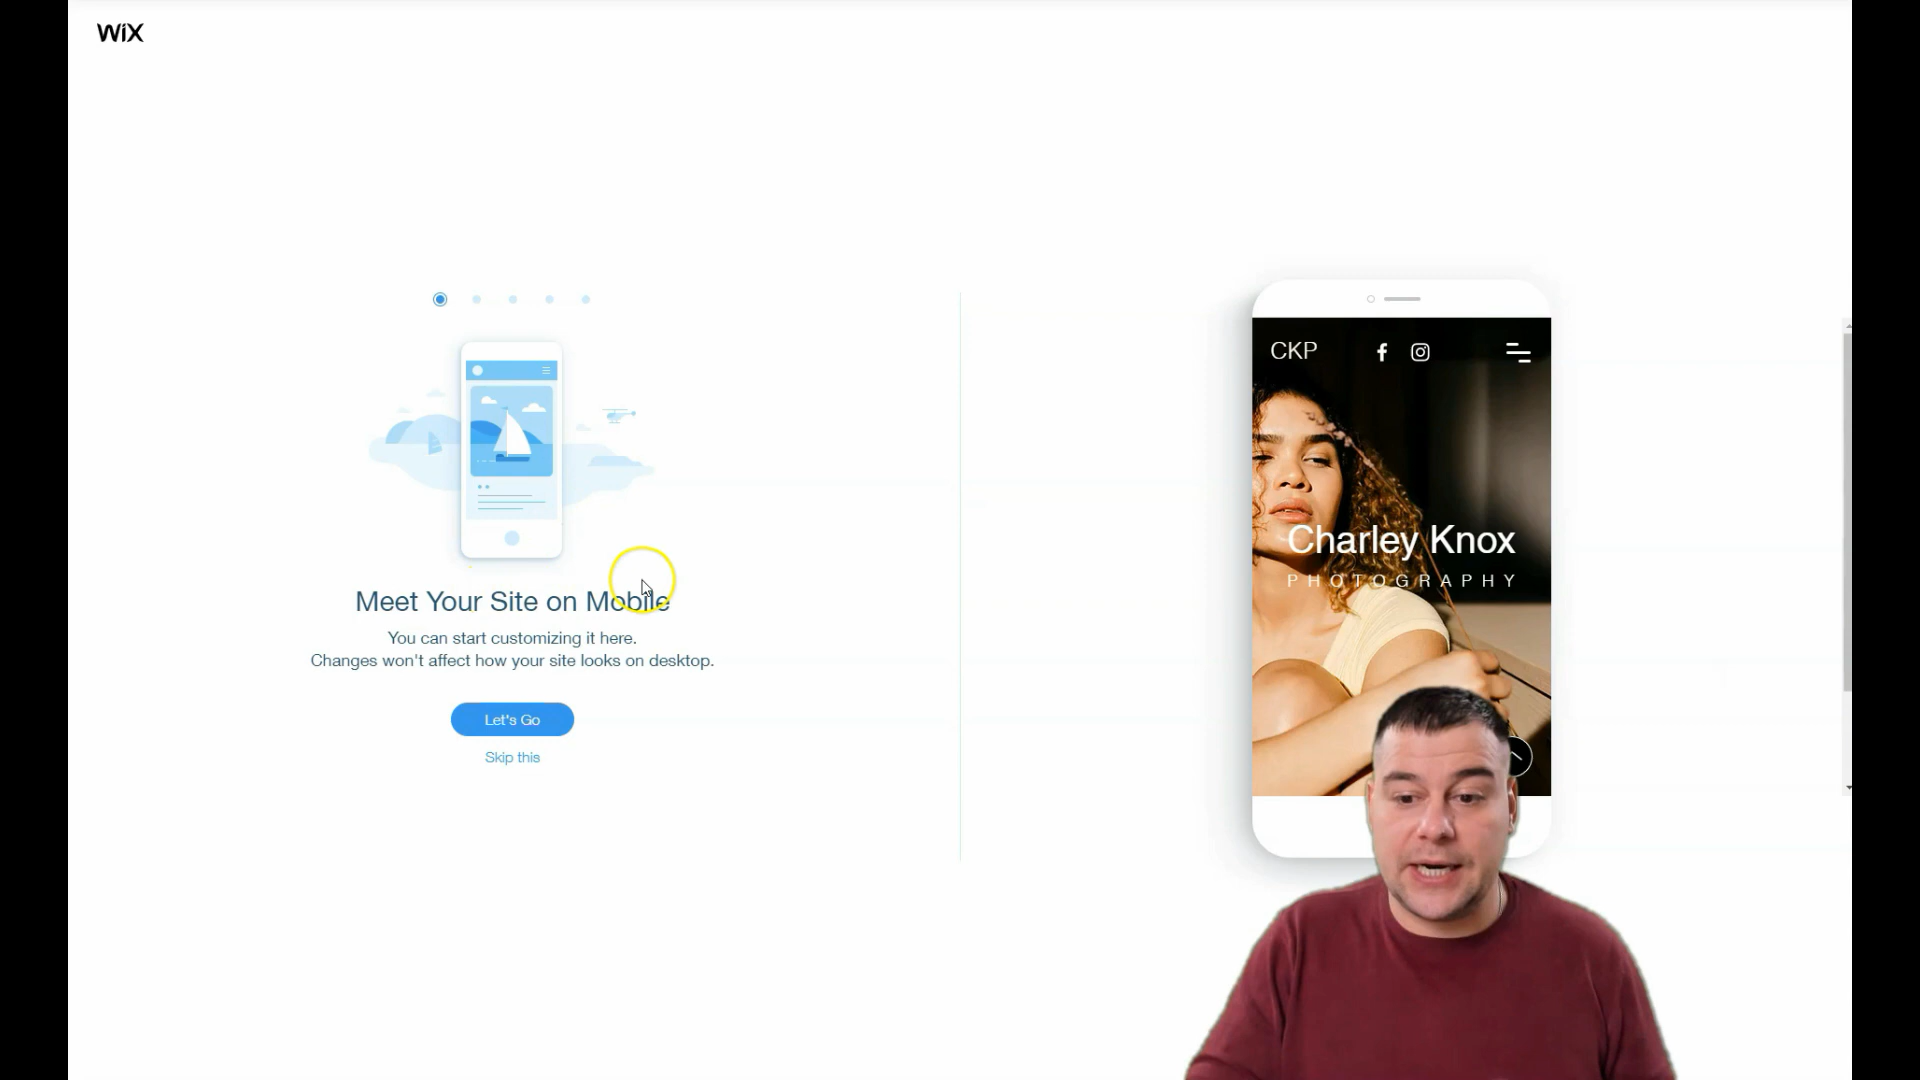 WiX
Meet Your Site on Mobile
You can start customizing it here.
Changes won't affect how your site looks on desktop.
Let's Go
Skip this
CKP
Charley Knox
PHOTOGRAPHY